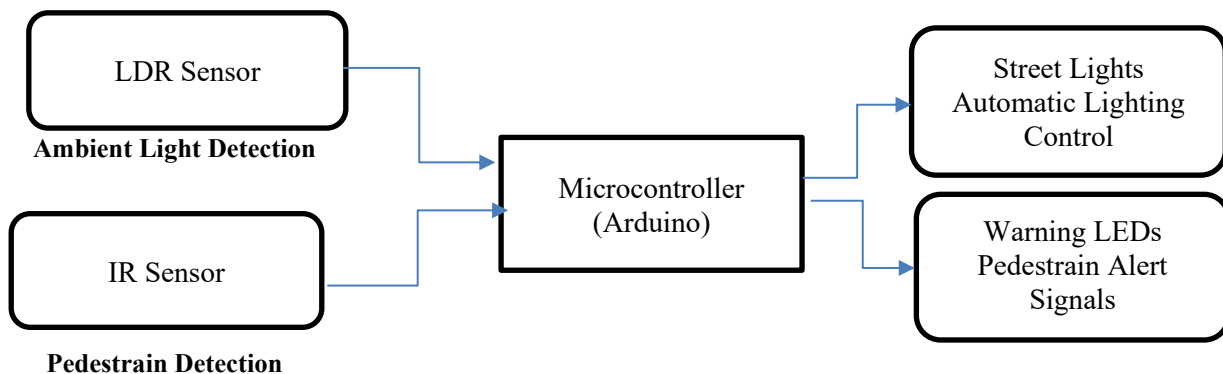 LDR Sensor
Ambient Light Detection
IR Sensor
Pedestrain Detection
Microcontroller
(Arduino)
Street Lights
Automatic Lighting
Control
Warning LEDs
Pedestrain Alert
Signals